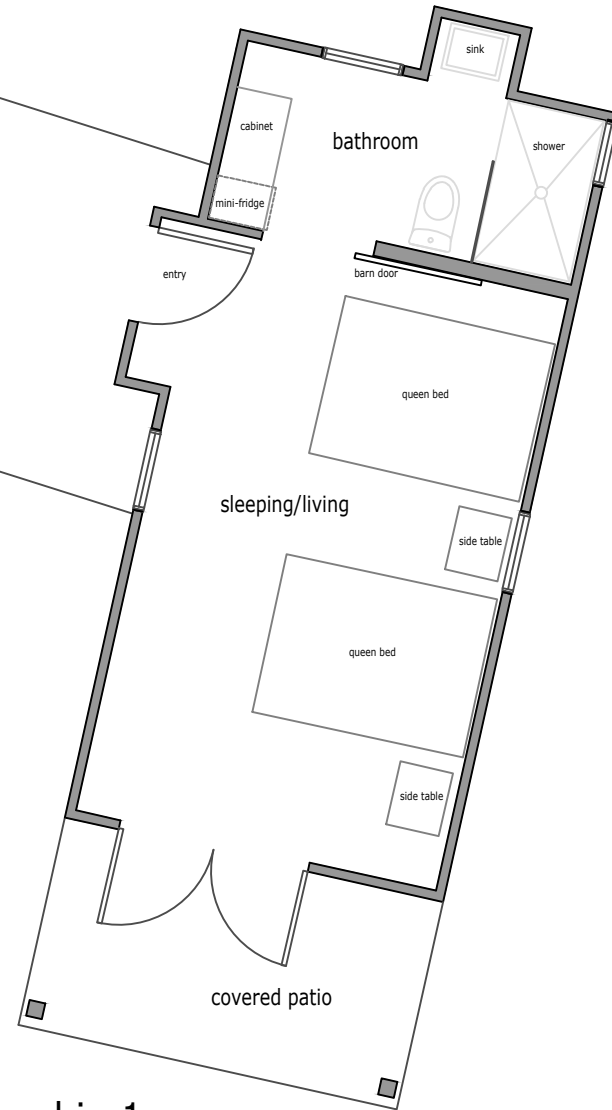 sink
cabinet
bathroom
shower
mini-fridge
entry
barn door
queen bed
sleeping/living
side table
queen bed
side table
covered patio